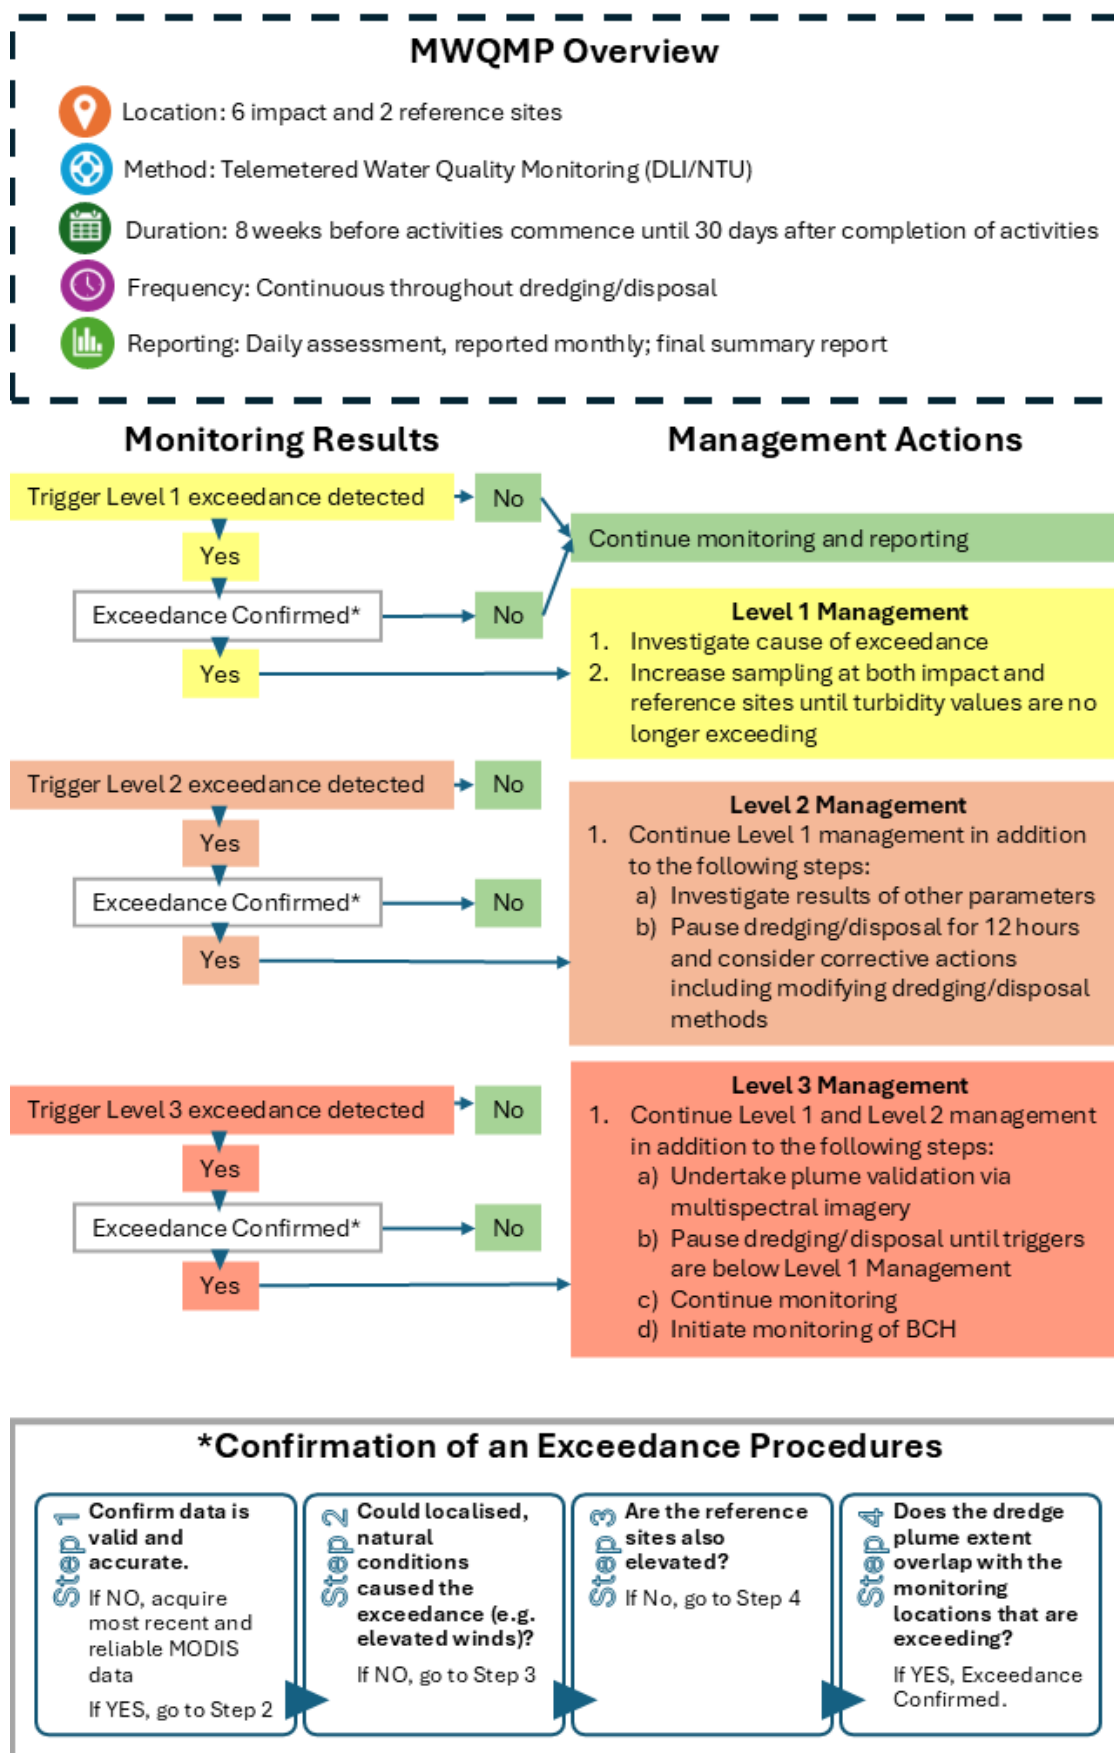 MWQMP Overview
Location: 6 impact and 2 reference sites
Method: Telemetered Water Quality Monitoring (DLI/NTU)
Duration: 8 weeks before activities commence until 30 days after completion of activities
Frequency: Continuous throughout dredging/disposal
Reporting: Daily assessment, reported monthly; final summary report
Monitoring Results
Management Actions
Trigger Level 1 exceedance detected
No
Yes
Exceedance Confirmed*
No
Yes
Continue monitoring and reporting
Level 1 Management
1. Investigate cause of exceedance
2. Increase sampling at both impact and
reference sites until turbidity values are no
longer exceeding
Trigger Level 2 exceedance detected
No
Yes
Exceedance Confirmed*
No
Yes
Level 2 Management
1. Continue Level 1 management in addition
to the following steps:
a) Investigate results of other parameters
b) Pause dredging/disposal for 12 hours
and consider corrective actions
including modifying dredging/disposal
methods
Trigger Level 3 exceedance detected
No
Yes
Exceedance Confirmed*
No
Yes
Level 3 Management
1. Continue Level 1 and Level 2 management
in addition to the following steps:
a) Undertake plume validation via
multispectral imagery
b) Pause dredging/disposal until triggers
are below Level 1 Management
c) Continue monitoring
d) Initiate monitoring of BCH
*Confirmation of an Exceedance Procedures
Step 1
Confirm data is
valid and
accurate.
If NO, acquire
most recent and
reliable MODIS
data
If YES, go to Step 2
Step 2
Could localised,
natural
conditions
caused the
exceedance (e.g.
elevated winds)?
If NO, go to Step 3
Step 3
Are the reference
sites also
elevated?
If No, go to Step 4
Step 4
Does the dredge
plume extent
overlap with the
monitoring
locations that are
exceeding?
If YES, Exceedance
Confirmed.